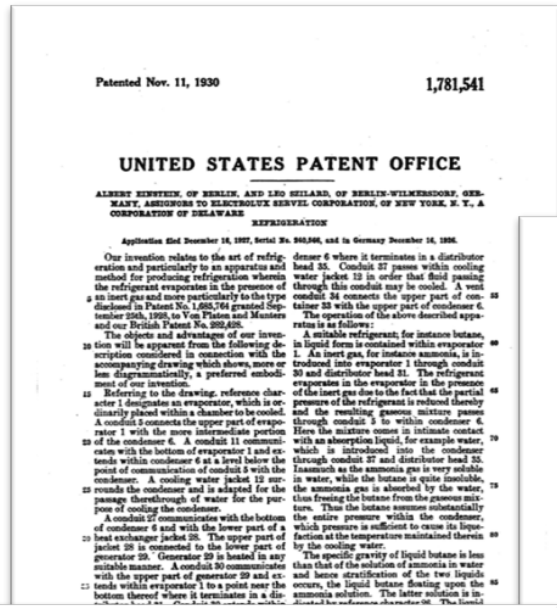 Patented Nov. 11, 1930
1,781,541
UNITED STATES PATENT OFFICE
ALBERT EINSTEIN, OF BERLIN, AND LEO SZILARD, OF BERLIN-WILMERSDORF, GER-
MANY, ASSIGNORS TO ELECTROLUX SERVEL CORPORATION, OF NEW YORK, N. Y., A
CORPORATION OF DELAWARE
REFRIGERATION
Application filed December 16, 1927, Serial No. 240,566, and in Germany December 16, 1926.
Our invention relates to the art of refrig-
eration and particularly to an apparatus and
method for producing refrigeration wherein
the refrigerant evaporates in the presence of
5 an inert gas and more particularly to the type
disclosed in Patent No. 1,685,764 granted Sep-
tember 25th, 1928, to Von Platen and Munters
and our British Patent No. 282,428.
The objects and advantages of our inven-
10 tion will be apparent from the following de-
scription considered in connection with the
accompanying drawing which shows, more or
less diagrammatically, a preferred embodi-
ment of our invention.
15 Referring to the drawing, reference char-
acter 1 designates an evaporator, which is or-
dinarily placed within a chamber to be cooled.
A conduit 5 connects the upper part of evapo-
rator 1 with the more intermediate portion
20 of the condenser 6. A conduit 11 communi-
cates with the bottom of evaporator 1 and ex-
tends within condenser 6 at a level below the
point of communication of conduit 5 with the
condenser. A cooling water jacket 12 sur-
25 rounds the condenser and is adapted for the
passage therethrough of water for the pur-
pose of cooling the condenser.
A conduit 27 communicates with the bottom
of condenser 6 and with the lower part of a
30 heat exchanger jacket 28. The upper part of
jacket 28 is connected to the lower part of
generator 29. Generator 29 is heated in any
suitable manner. A conduit 30 communicates
with the upper part of generator 29 and ex-
35 tends within evaporator 1 to a point near the
bottom thereof where it terminates in a dis-
denser 6 where it terminates in a distributor
head 35. Conduit 37 passes within cooling
water jacket 12 in order that fluid passing
through this conduit may be cooled. A vent
conduit 34 connects the upper part of con- 55
tainer 33 with the upper part of condenser 6.
The operation of the above described appa-
ratus is as follows:
A suitable refrigerant; for instance butane,
in liquid form is contained within evaporator 60
1. An inert gas, for instance ammonia, is in-
troduced into evaporator 1 through conduit
30 and distributor head 31. The refrigerant
evaporates in the evaporator in the presence
of the inert gas due to the fact that the partial 65
pressure of the refrigerant is reduced thereby
and the resulting gaseous mixture passes
through conduit 5 to within condenser 6.
Here the mixture comes in intimate contact
with an absorption liquid, for example water, 70
which is introduced into the condenser
through conduit 37 and distributor head 35.
Inasmuch as the ammonia gas is very soluble
in water, while the butane is quite insoluble,
the ammonia gas is absorbed by the water, 75
thus freeing the butane from the gaseous mix-
ture. Thus the butane assumes substantially
the entire pressure within the condenser,
which pressure is sufficient to cause its lique-
faction at the temperature maintained therein 80
by the cooling water.
The specific gravity of liquid butane is less
than that of the solution of ammonia in water
and hence stratification of the two liquids
occurs, the liquid butane floating upon the 85
ammonia solution. The latter solution is in-